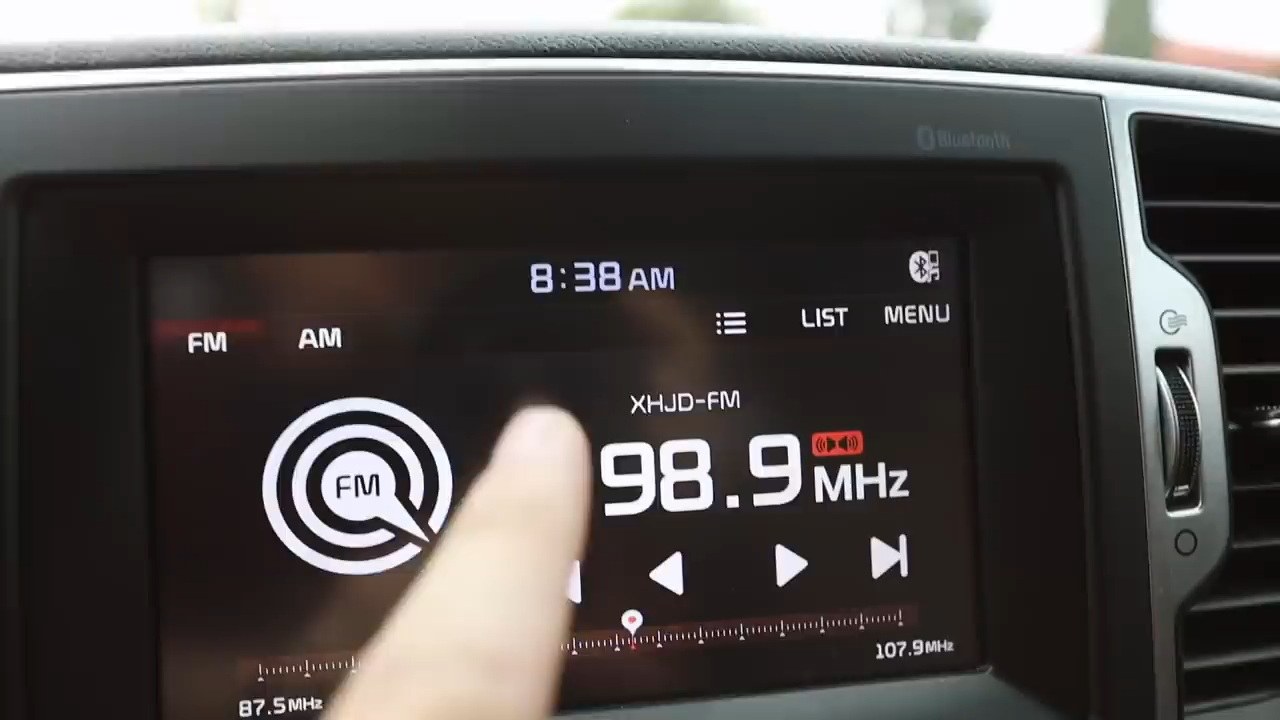 Bluetooth
8:38 AM
FM AM LIST MENU
XHJD-FM
FM
98.9 MHz
87.5 MHz 107.9 MHz